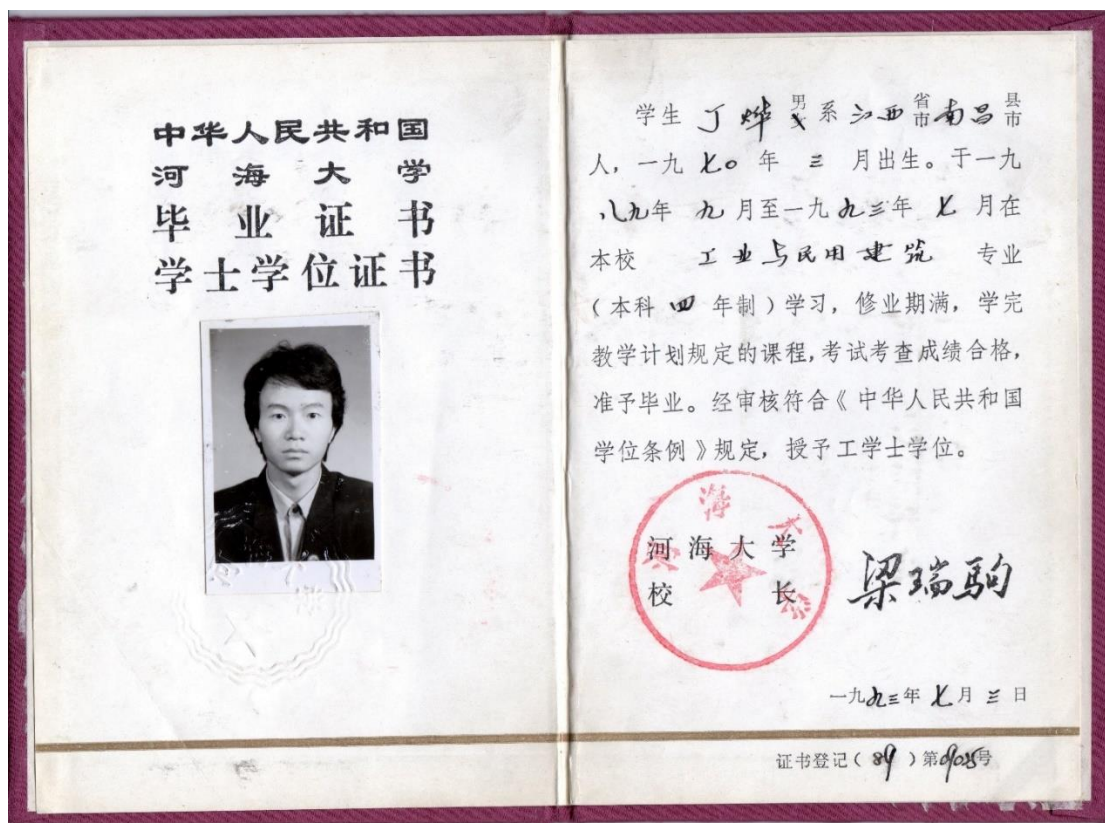 中华人民共和国
河海大学
毕业证书
学士学位证书
学生 丁烨 男 系 江西 省市 南昌 县市
人，一九七〇年 三 月出生。于一九
八九年 九 月至一九九三年 七 月在
本校 工业与民用建筑 专业
（本科 四 年制）学习，修业期满，学完
教学计划规定的课程，考试考查成绩合格，
准予毕业。经审核符合《中华人民共和国
学位条例》规定，授予工学士学位。
河海大学
河海大学
校长 梁瑞驹
一九九三年 七 月 三 日
证书登记（89）第 号